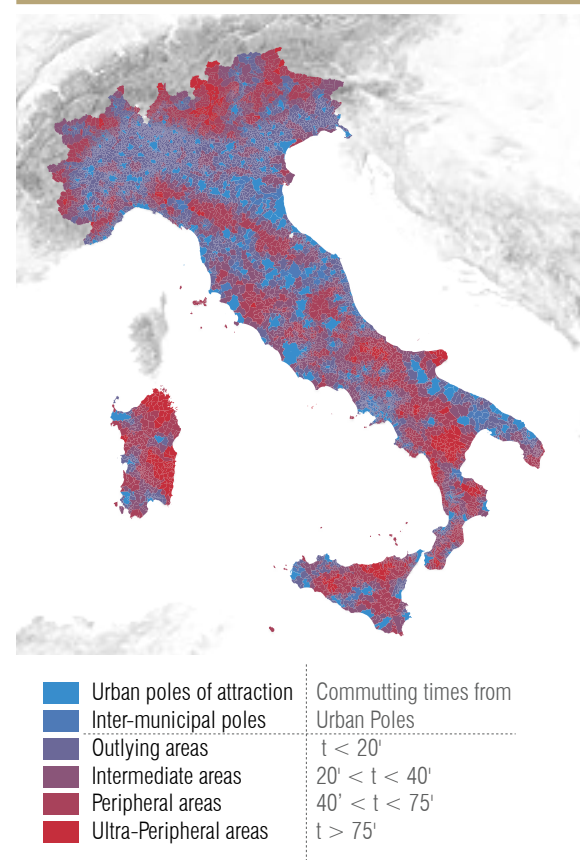 Urban poles of attraction Commutting times from
Inter-municipal poles Urban Poles
Outlying areas t < 20'
Intermediate areas 20' < t < 40'
Peripheral areas 40’ < t < 75'
Ultra-Peripheral areas t > 75'